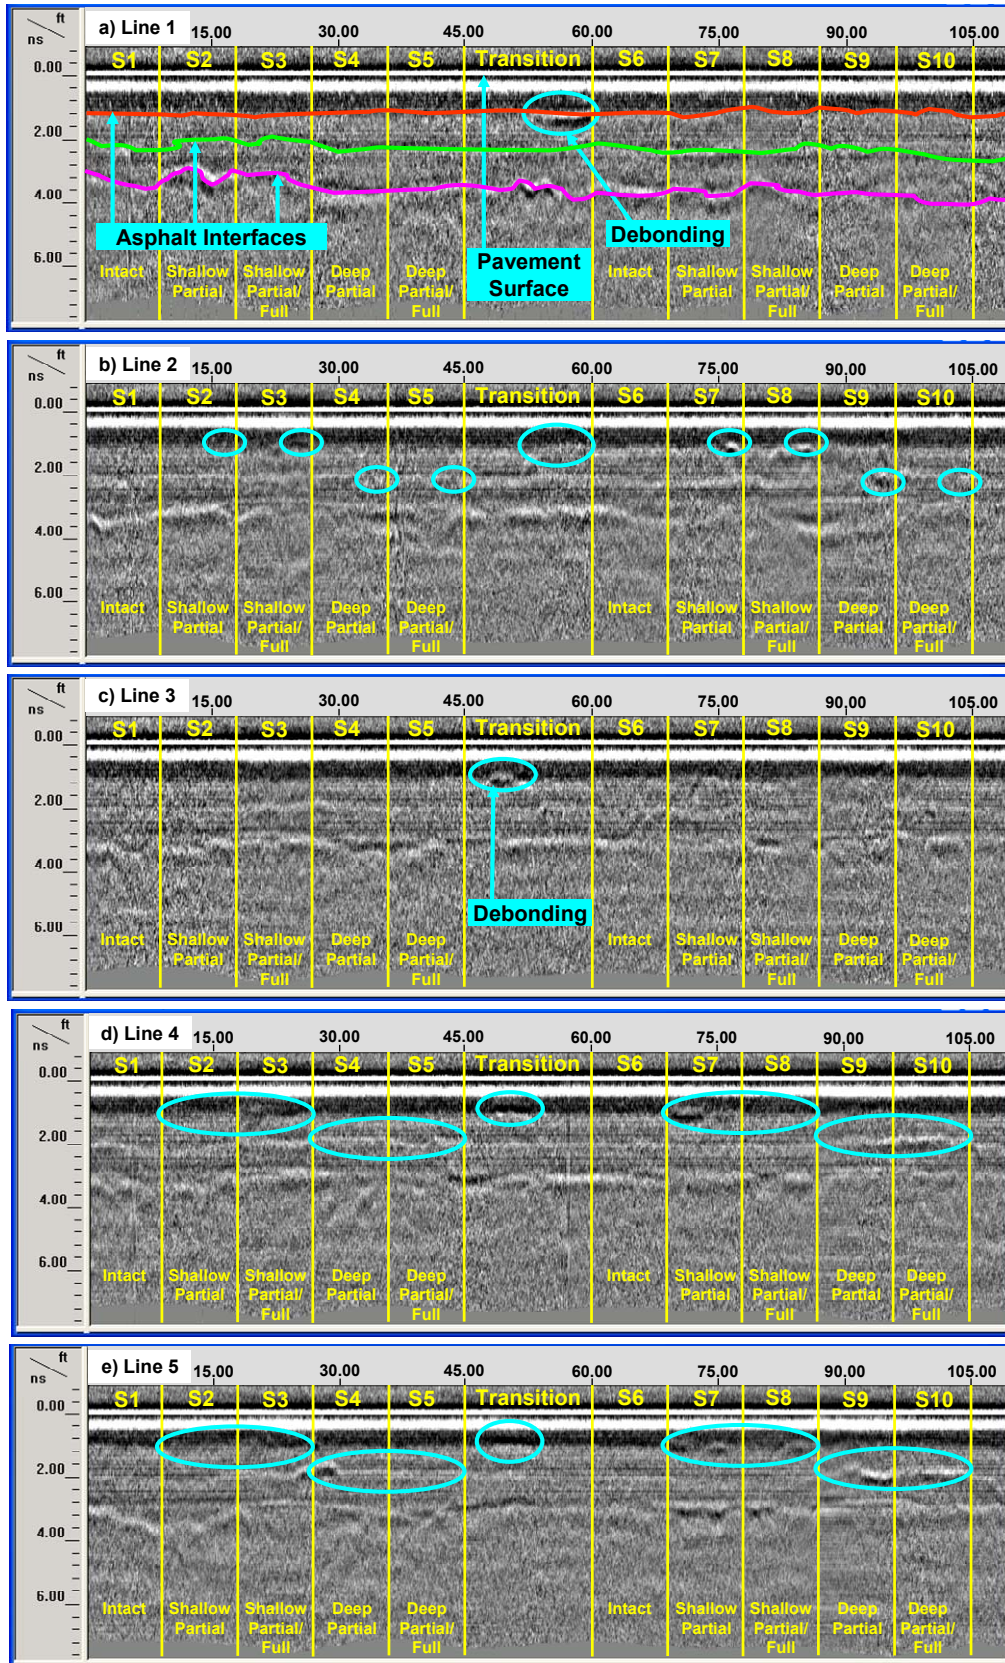 ft
ns
a) Line 1
15.00 30.00 45.00 60.00 75.00 90.00 105.00
S1 S2 S3 S4 S5 Transition S6 S7 S8 S9 S10
0.00
2.00
4.00
6.00
Asphalt Interfaces
Debonding
Pavement
Surface
Intact Shallow Shallow Deep Deep Intact Shallow Shallow Deep Deep
Partial Partial/ Partial Partial/ Partial Partial/ Partial Partial/
Full Full Full Full
ft
ns
b) Line 2
15.00 30.00 45.00 60.00 75.00 90.00 105.00
S1 S2 S3 S4 S5 Transition S6 S7 S8 S9 S10
0.00
2.00
4.00
6.00
Intact Shallow Shallow Deep Deep Intact Shallow Shallow Deep Deep
Partial Partial/ Partial Partial/ Partial Partial/ Partial Partial/
Full Full Full Full
ft
ns
c) Line 3
15.00 30.00 45.00 60.00 75.00 90.00 105.00
S1 S2 S3 S4 S5 Transition S6 S7 S8 S9 S10
0.00
2.00
4.00
6.00
Debonding
Intact Shallow Shallow Deep Deep Intact Shallow Shallow Deep Deep
Partial Partial/ Partial Partial/ Partial Partial/ Partial Partial/
Full Full Full Full
ft
ns
d) Line 4
15.00 30.00 45.00 60.00 75.00 90.00 105.00
S1 S2 S3 S4 S5 Transition S6 S7 S8 S9 S10
0.00
2.00
4.00
6.00
Intact Shallow Shallow Deep Deep Intact Shallow Shallow Deep Deep
Partial Partial/ Partial Partial/ Partial Partial/ Partial Partial/
Full Full Full Full
ft
ns
e) Line 5
15.00 30.00 45.00 60.00 75.00 90.00 105.00
S1 S2 S3 S4 S5 Transition S6 S7 S8 S9 S10
0.00
2.00
4.00
6.00
Intact Shallow Shallow Deep Deep Intact Shallow Shallow Deep Deep
Partial Partial/ Partial Partial/ Partial Partial/ Partial Partial/
Full Full Full Full